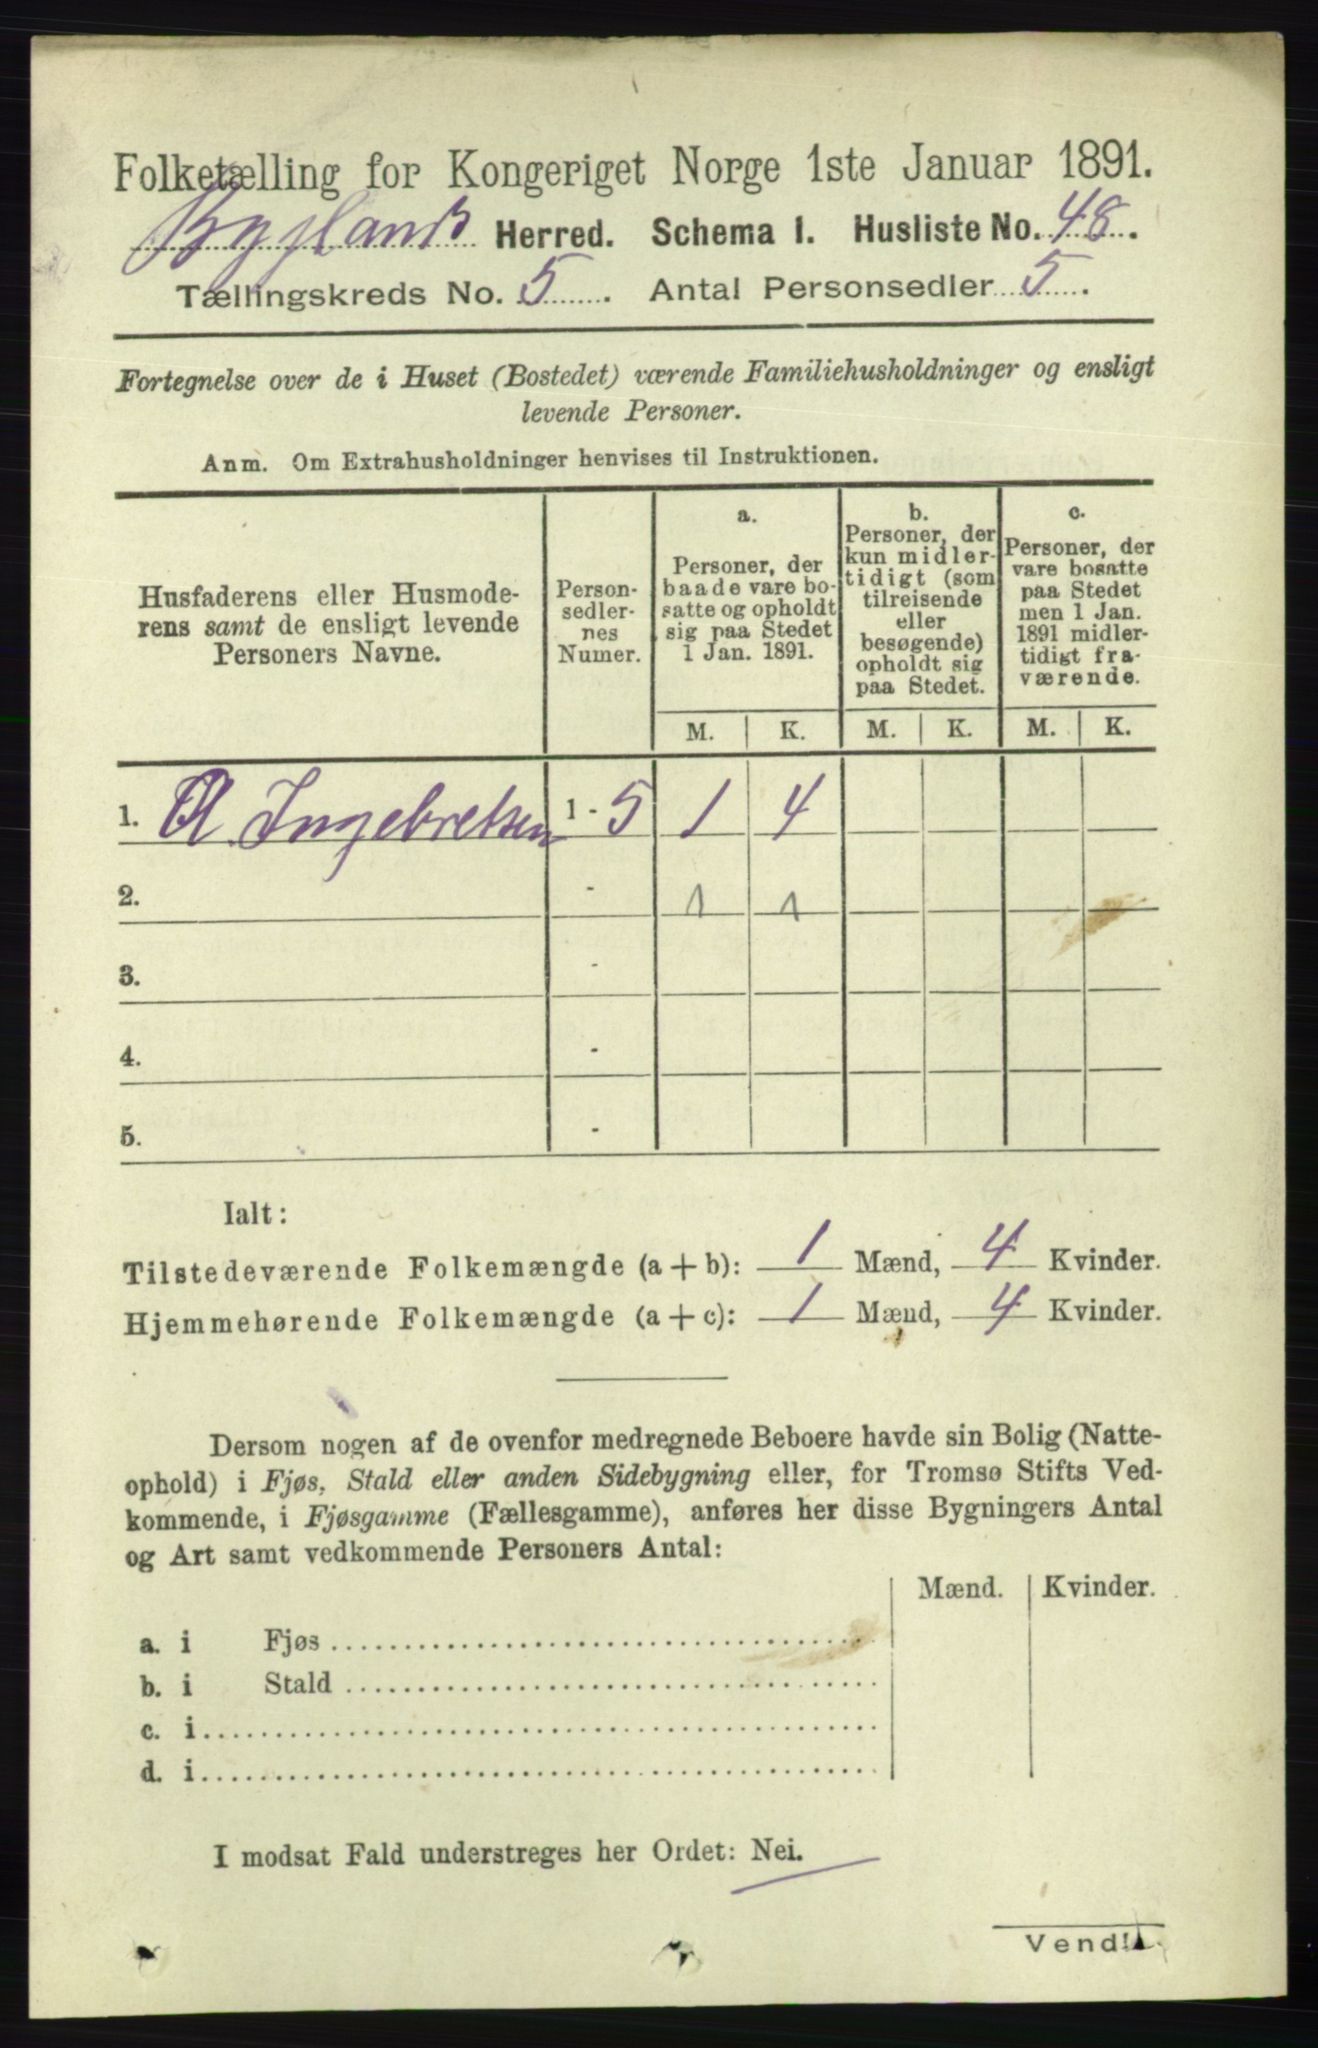 Folketælling for Kongeriget Norge 1ste Januar 1891.
Byglands Herred. Schema I. Husliste No. 48.
Tællingskreds No. 5. Antal Personsedler 5.
Fortegnelse over de i Huset (Bostedet) værende Familiehusholdninger og ensligt
levende Personer.
Anm. Om Extrahusholdninger henvises til Instruktionen.
Husfaderens eller Husmode-
rens samt de ensligt levende
Personers Navne.
Person-
sedler-
nes
Numer.
a.
Personer, der
baade vare bo-
satte og opholdt
sig paa Stedet
1 Jan. 1891.
b.
Personer, der
kun midler-
tidigt (som
tilreisende
eller
besøgende)
opholdt sig
paa Stedet.
c.
Personer, der
vare bosatte
paa Stedet
men 1 Jan.
1891 midler-
tidigt fra-
værende.
M. K. M. K. M. K.
1. A Ingebretsen 1 - 5 1 4
2. - 1 1
3. -
4. -
5. -
Ialt:
Tilstedeværende Folkemængde (a + b): 1 Mænd, 4 Kvinder.
Hjemmehørende Folkemængde (a + c): 1 Mænd, 4 Kvinder.
Dersom nogen af de ovenfor medregnede Beboere havde sin Bolig (Natte-
ophold) i Fjøs, Stald eller anden Sidebygning eller, for Tromsø Stifts Ved-
kommende, i Fjøsgamme (Fællesgamme), anføres her disse Bygningers Antal
og Art samt vedkommende Personers Antal:
Mænd. Kvinder.
a. i Fjøs
b. i Stald
c. i
d. i
I modsat Fald understreges her Ordet: Nei.
Vend!